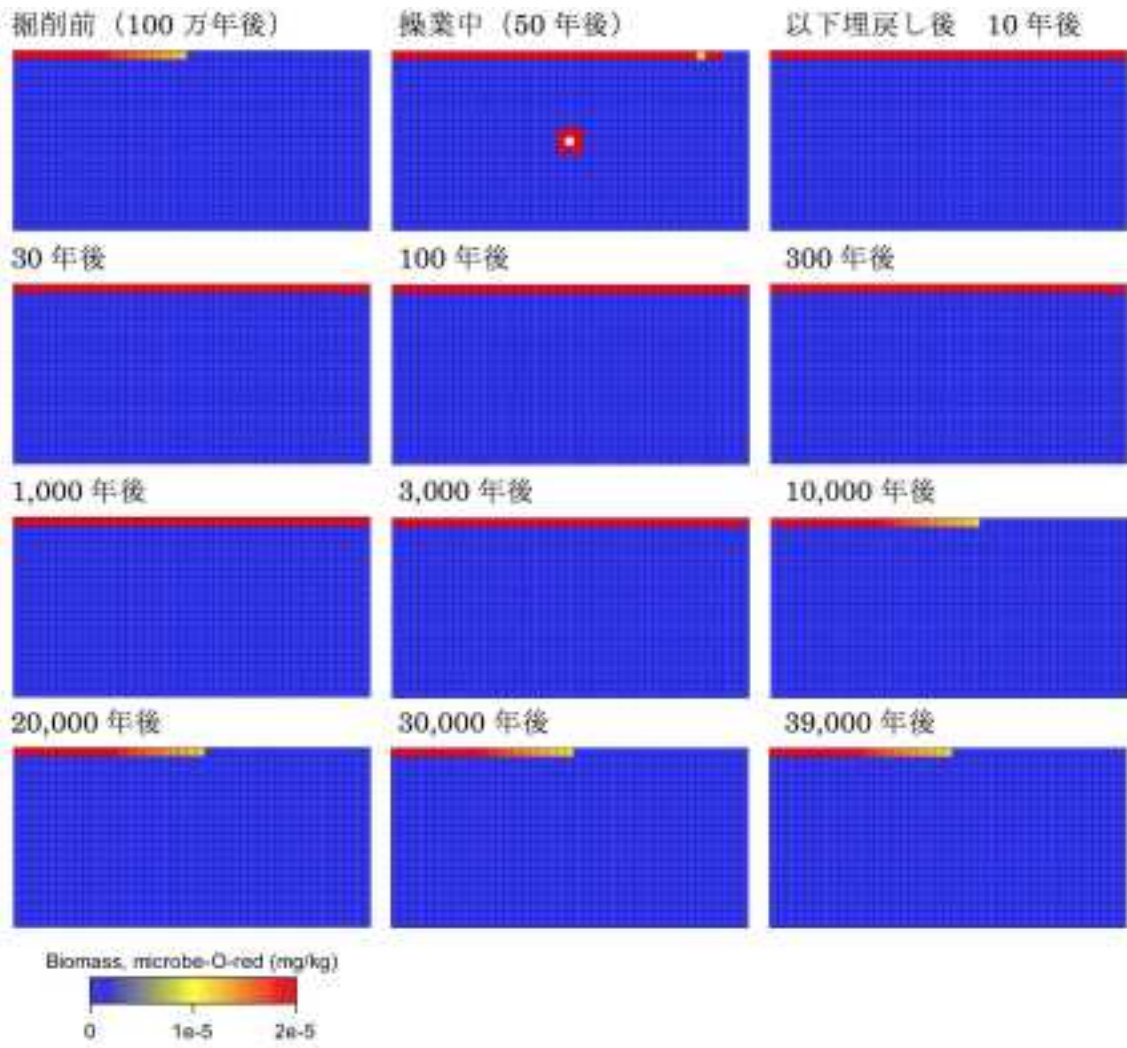 掘削前（100 万年後）
操業中（50 年後）
以下埋戻し後　10 年後
30 年後
100 年後
300 年後
1,000 年後
3,000 年後
10,000 年後
20,000 年後
30,000 年後
39,000 年後
Biomass, microbe-O-red (mg/kg)
0 1e-5 2e-5